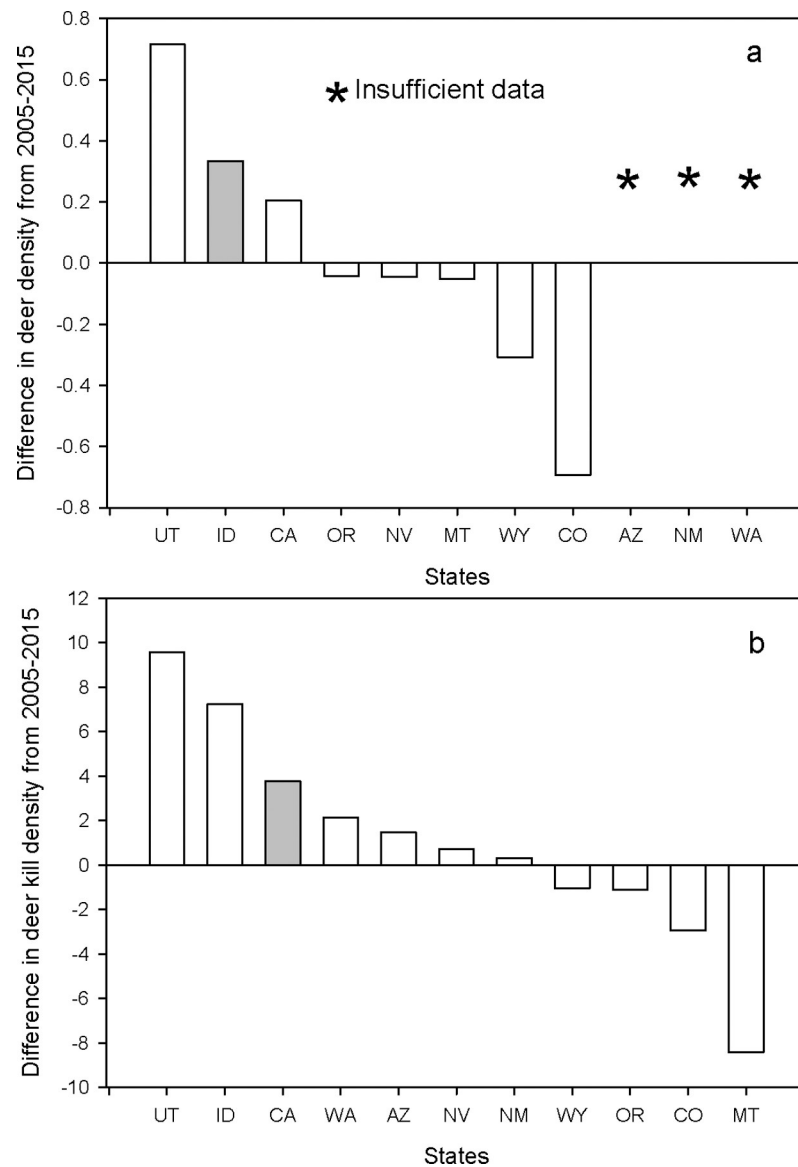 a
* Insufficient data
* * *
Difference in deer density from 2005-2015
0.8
0.6
0.4
0.2
0.0
-0.2
-0.4
-0.6
-0.8
UT ID CA OR NV MT WY CO AZ NM WA
States
b
Difference in deer kill density from 2005-2015
12
10
8
6
4
2
0
-2
-4
-6
-8
-10
UT ID CA WA AZ NV NM WY OR CO MT
States